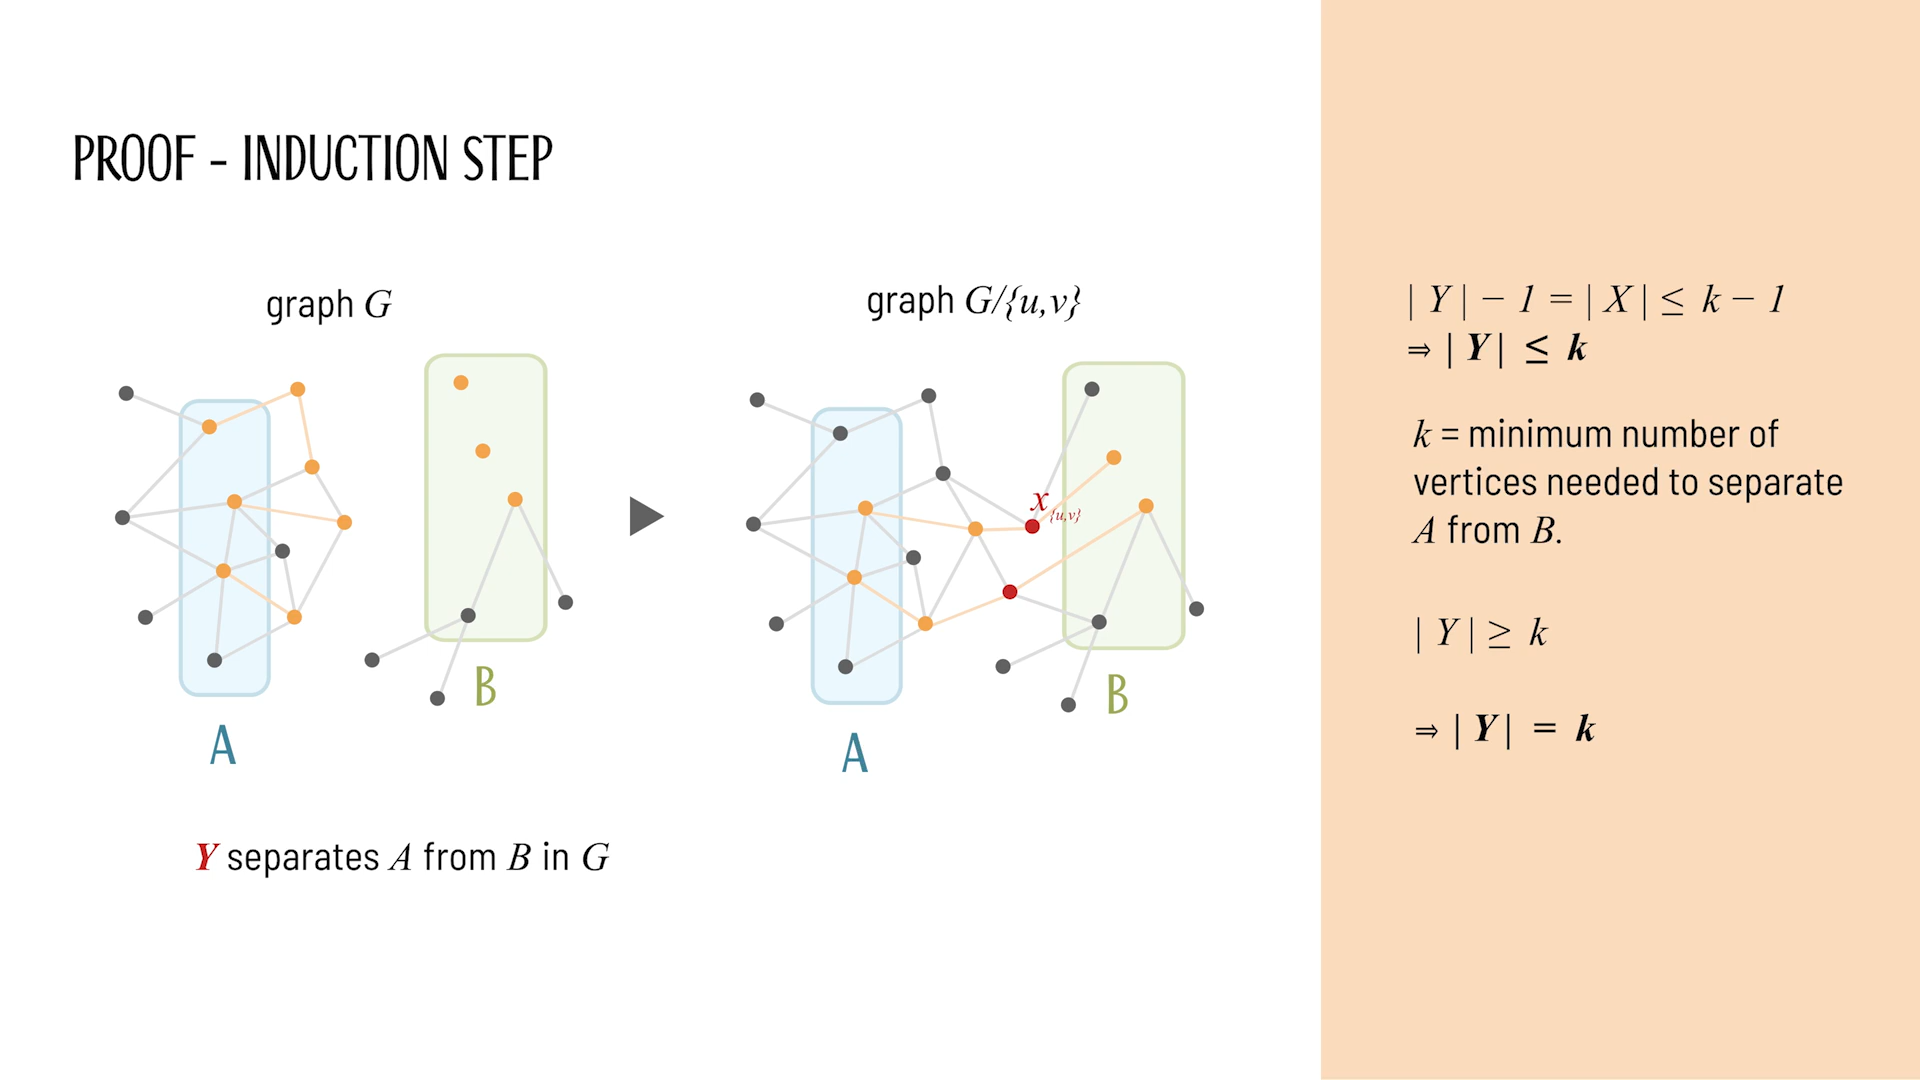 PROOF - INDUCTION STEP
graph G
graph G/{u,v}
x{u,v}
A
B
A
B
Y separates A from B in G
| Y | − 1 = | X | ≤ k − 1
⇒ | Y | ≤ k
k = minimum number of
vertices needed to separate
A from B.
| Y | ≥ k
⇒ | Y | = k